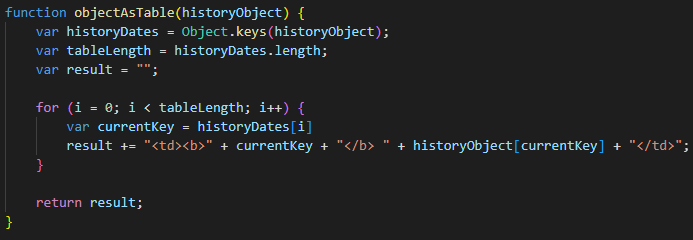 function objectAsTable(historyObject) {
    var historyDates = Object.keys(historyObject);
    var tableLength = historyDates.length;
    var result = "";

    for (i = 0; i < tableLength; i++) {
        var currentKey = historyDates[i]
        result += "<td><b>" + currentKey + "</b> " + historyObject[currentKey] + "</td>";
    }

    return result;
}